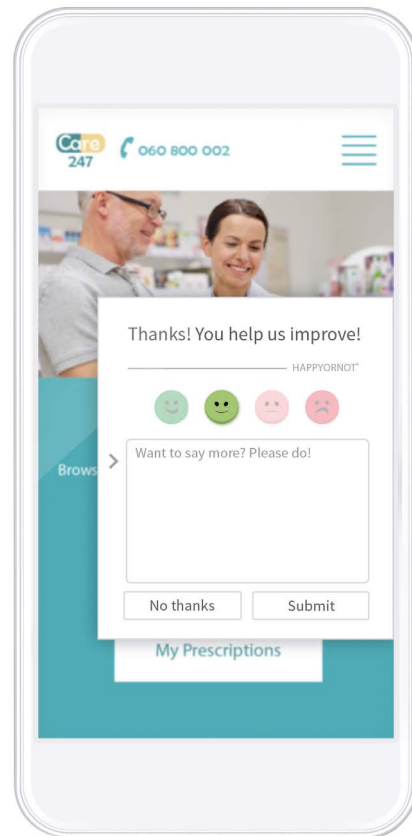 Care
247
060 800 002
Thanks! You help us improve!
HAPPYORNOT
Want to say more? Please do!
Brows
No thanks
Submit
My Prescriptions